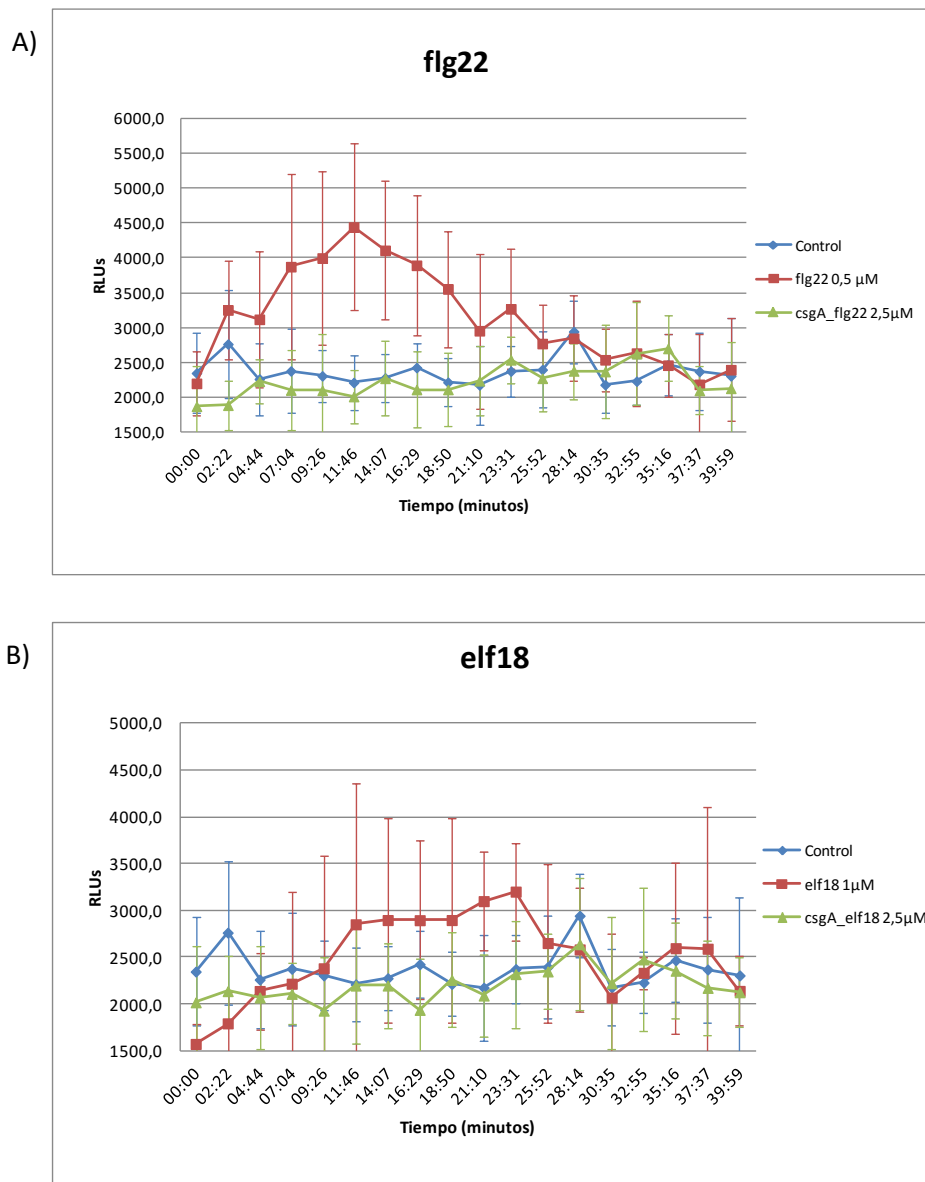 A)
flg22
6000,0
5500,0
5000,0
4500,0
4000,0
3500,0
3000,0
2500,0
2000,0
1500,0
RLUs
00:00 02:22 04:44 07:04 09:26 11:46 14:07 16:29 18:50 21:10 23:31 25:52 28:14 30:35 32:55 35:16 37:37 39:59
Tiempo (minutos)
Control
flg22 0,5 µM
csgA_flg22 2,5µM
B)
elf18
5000,0
4500,0
4000,0
3500,0
3000,0
2500,0
2000,0
1500,0
RLUs
00:00 02:22 04:44 07:04 09:26 11:46 14:07 16:29 18:50 21:10 23:31 25:52 28:14 30:35 32:55 35:16 37:37 39:59
Tiempo (minutos)
Control
elf18 1µM
csgA_elf18 2,5µM